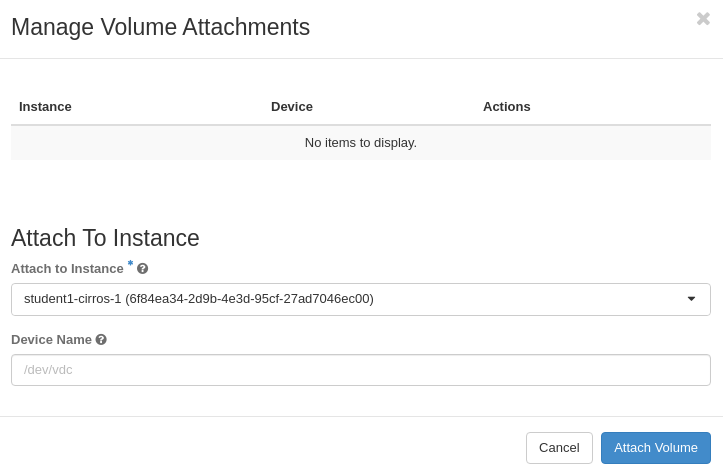 Manage Volume Attachments
Instance Device Actions
No items to display.
Attach To Instance
Attach to Instance *
student1-cirros-1 (6f84ea34-2d9b-4e3d-95cf-27ad7046ec00)
Device Name
/dev/vdc
Cancel Attach Volume